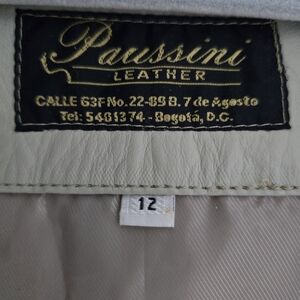 Paussini
LEATHER
CALLE 63F No. 22-89 B. 7 de Agosto
Tel: 5481374 - Bogotá, D.C.
12